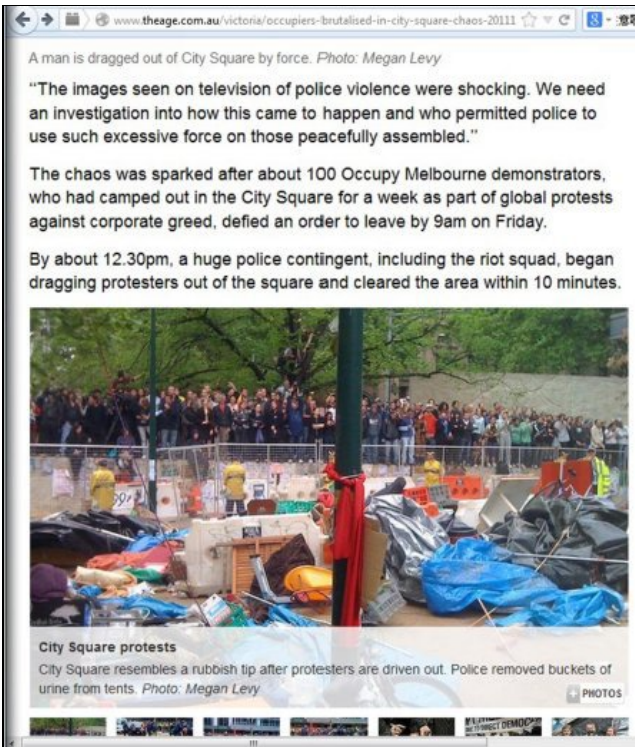 www.theage.com.au/victoria/occupiers-brutalised-in-city-square-chaos-20111
A man is dragged out of City Square by force. Photo: Megan Levy
“The images seen on television of police violence were shocking. We need
an investigation into how this came to happen and who permitted police to
use such excessive force on those peacefully assembled.”
The chaos was sparked after about 100 Occupy Melbourne demonstrators,
who had camped out in the City Square for a week as part of global protests
against corporate greed, defied an order to leave by 9am on Friday.
By about 12.30pm, a huge police contingent, including the riot squad, began
dragging protesters out of the square and cleared the area within 10 minutes.
99
City Square protests
City Square resembles a rubbish tip after protesters are driven out. Police removed buckets of
urine from tents. Photo: Megan Levy
PHOTOS
DIRECT DEMOC